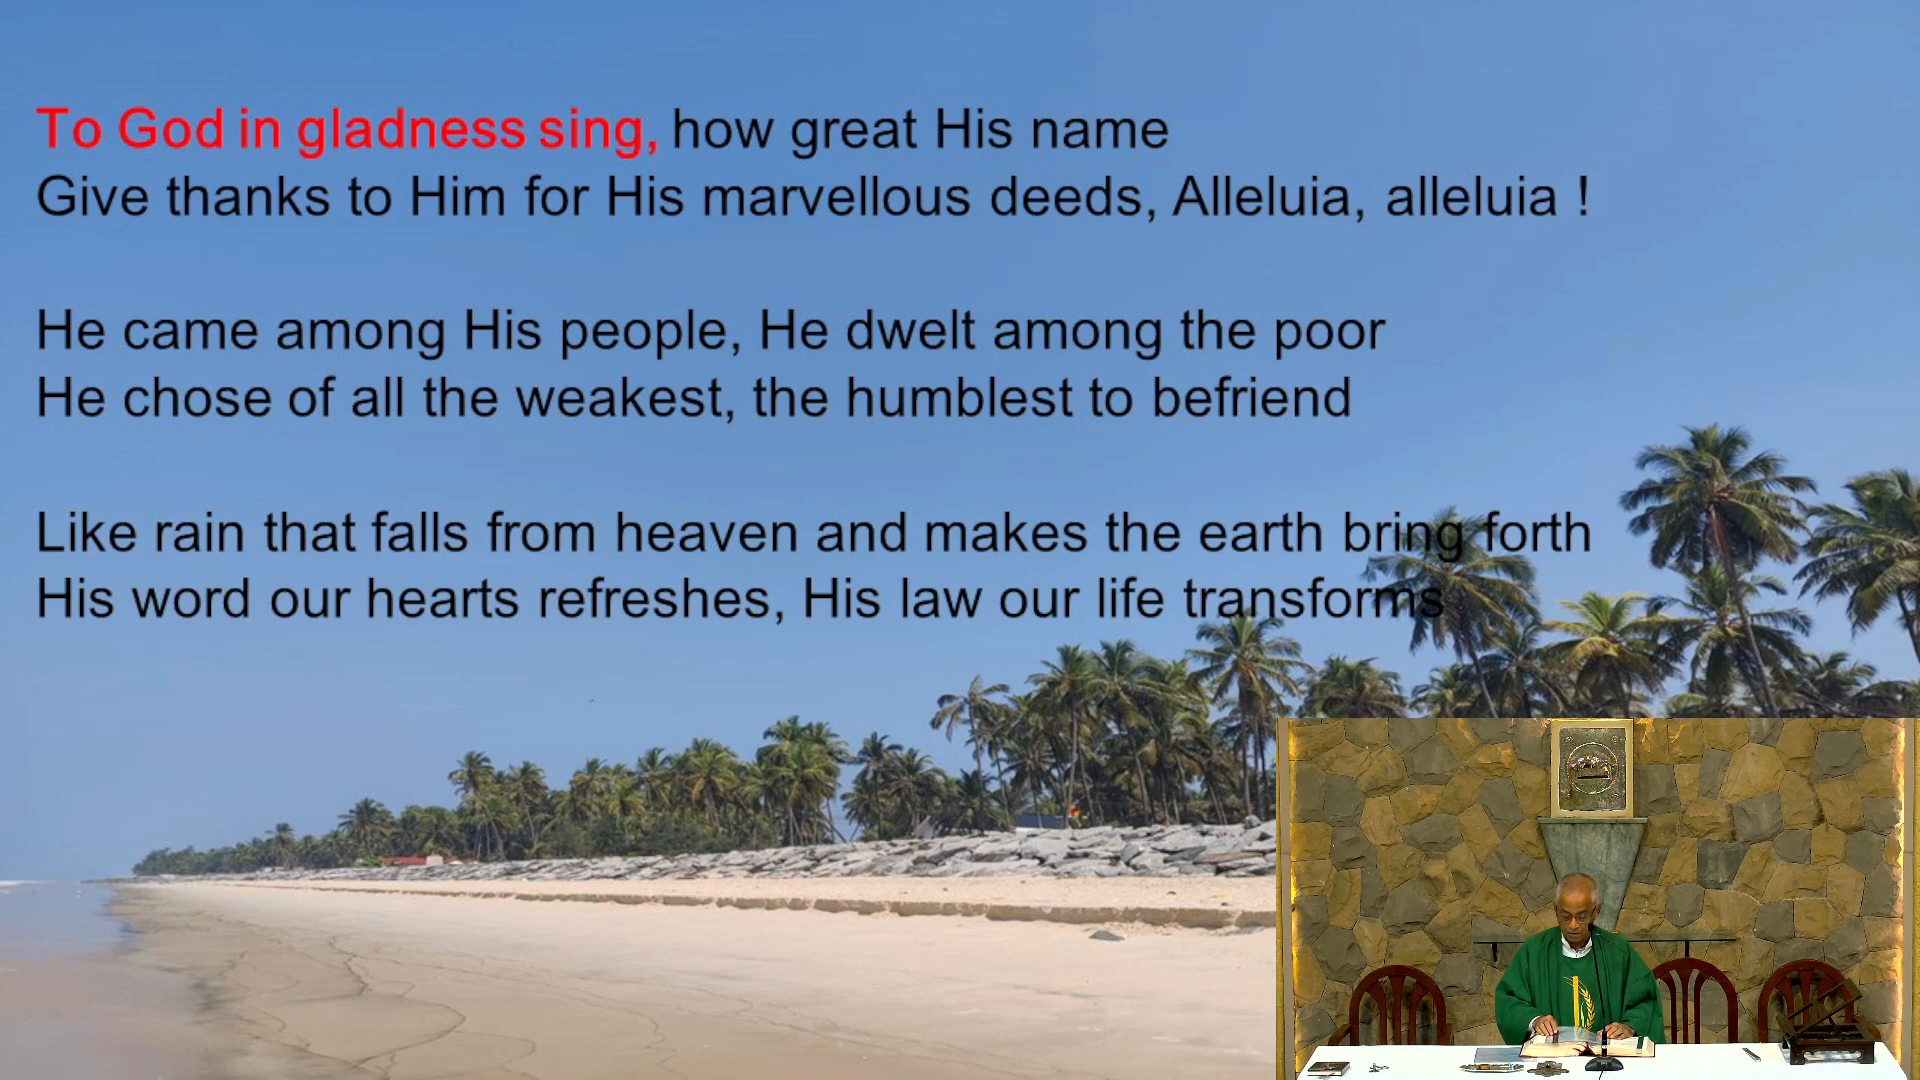 To God in gladness sing, how great His name
Give thanks to Him for His marvellous deeds, Alleluia, alleluia !
He came among His people, He dwelt among the poor
He chose of all the weakest, the humblest to befriend
Like rain that falls from heaven and makes the earth bring forth
His word our hearts refreshes, His law our life transforms